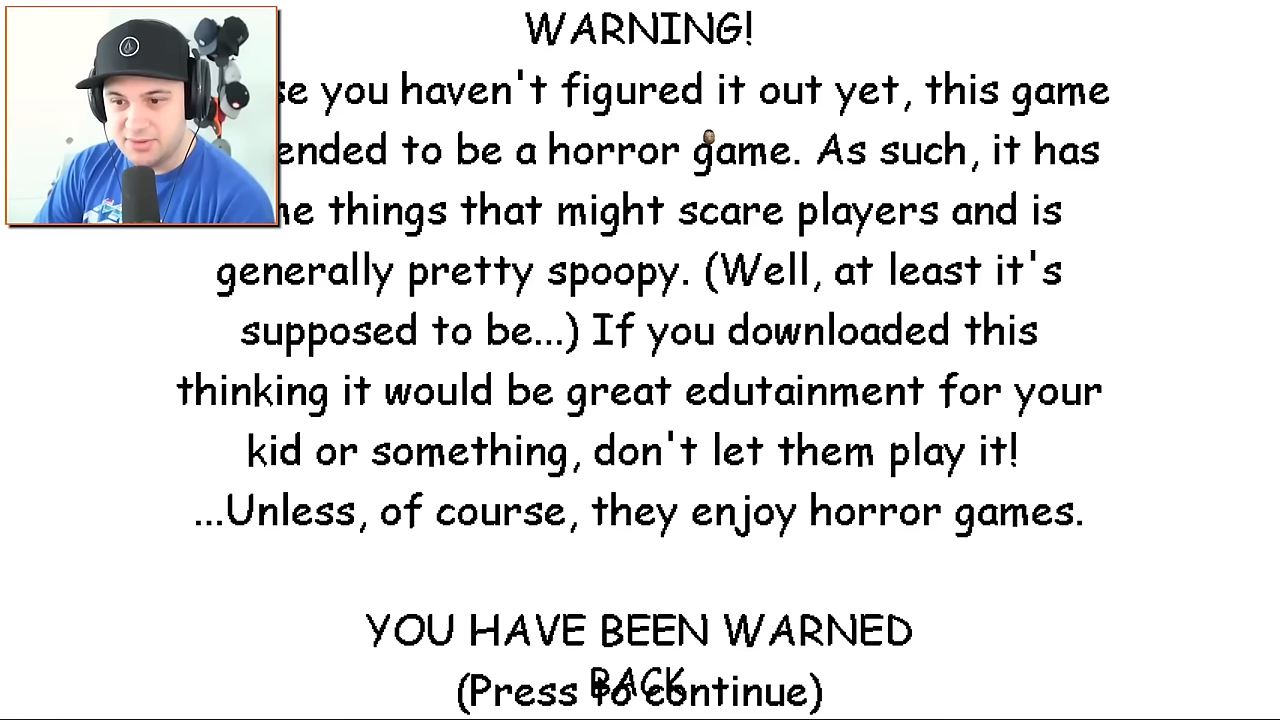 WARNING!
you haven't figured it out yet, this game
to be a horror game. As such, it has
things that might scare players and is
generally pretty spoopy. (Well, at least it's
supposed to be...) If you downloaded this
thinking it would be great edutainment for your
kid or something, don't let them play it!
...Unless, of course, they enjoy horror games.
YOU HAVE BEEN WARNED
BACK
(Press to continue)